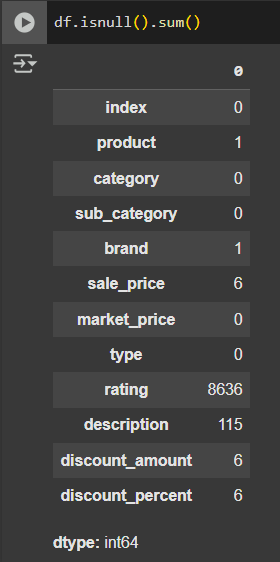 df.isnull().sum()
0
index 0
product 1
category 0
sub_category 0
brand 1
sale_price 6
market_price 0
type 0
rating 8636
description 115
discount_amount 6
discount_percent 6
dtype: int64